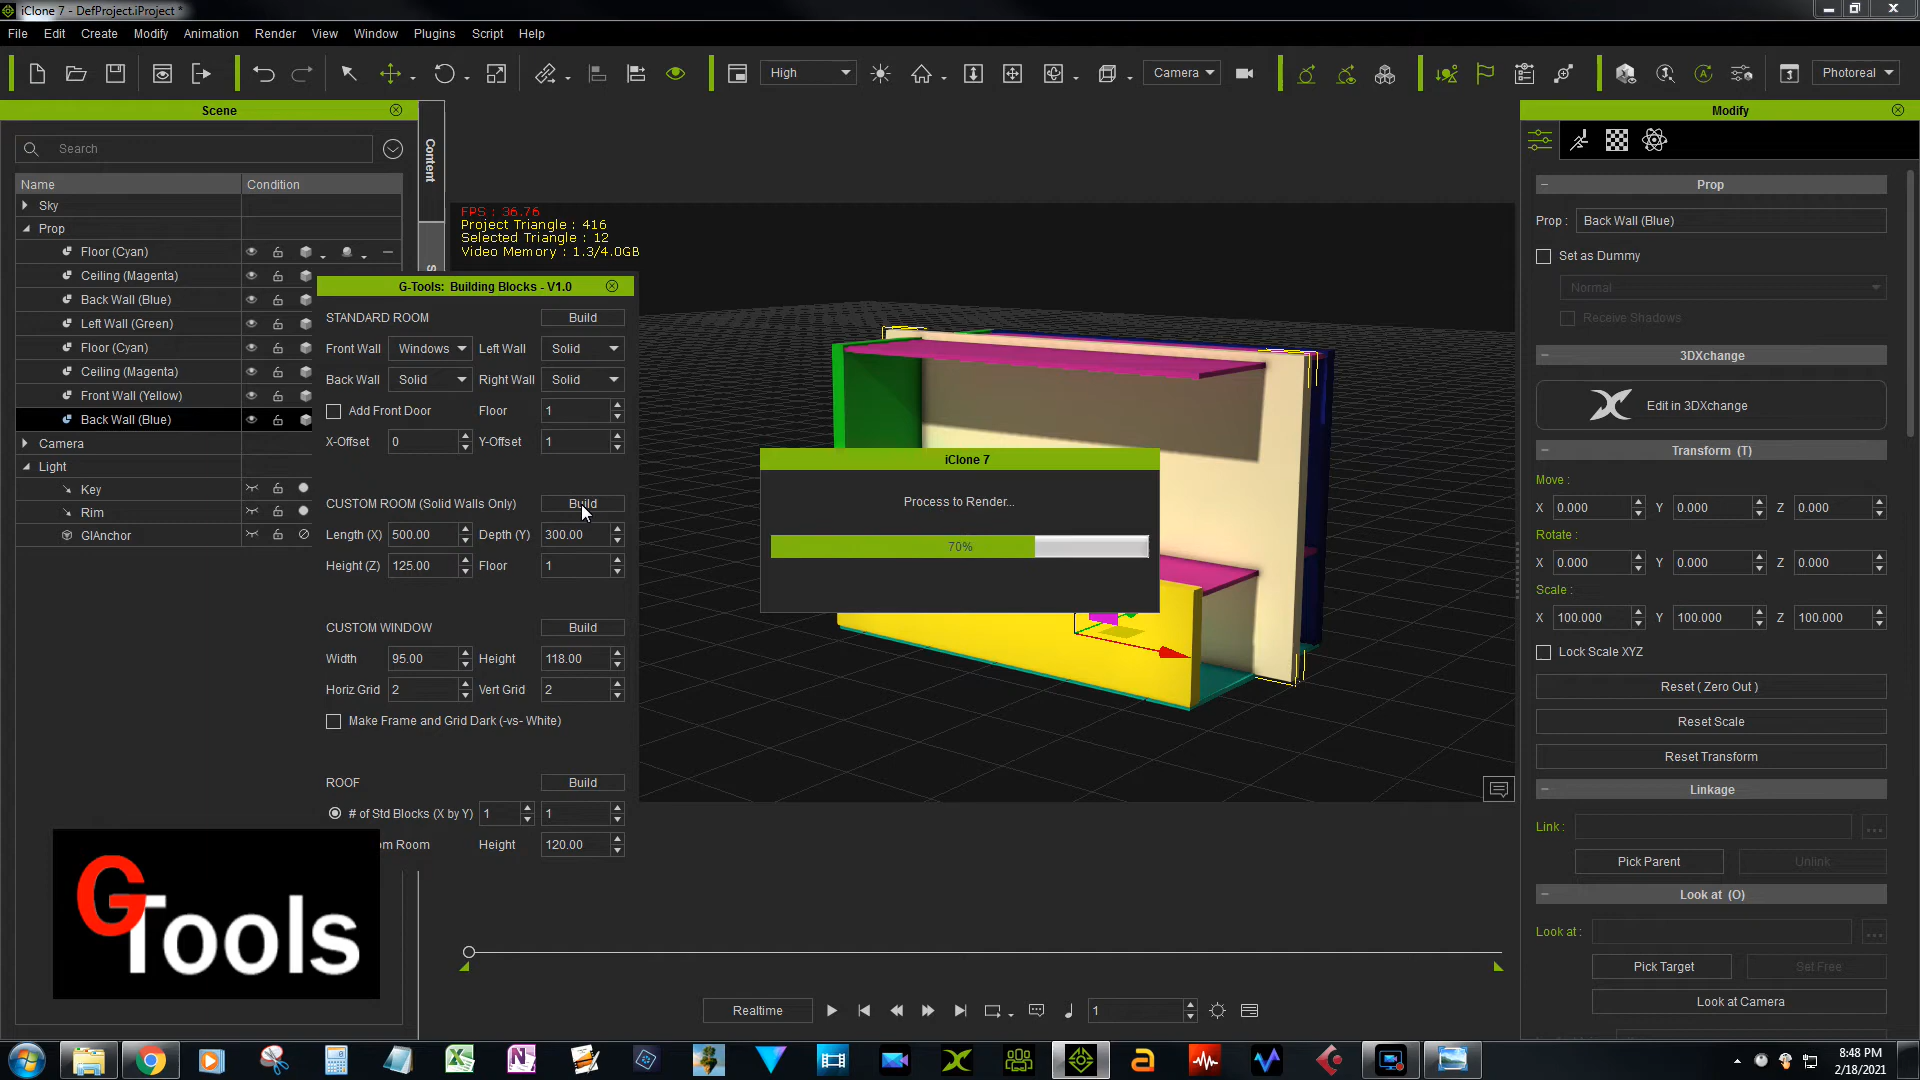 iClone 7 - DefProject.iProject *
File Edit Create Modify Animation Render View Window Plugins Script Help
High Camera Photoreal
Scene
Search
Name Condition
Sky
Prop
Floor (Cyan)
Ceiling (Magenta)
Back Wall (Blue)
Left Wall (Green)
Floor (Cyan)
Ceiling (Magenta)
Front Wall (Yellow)
Back Wall (Blue)
Camera
Light
Key
Rim
GIAnchor
Content
S
FPS : 36.76
Project Triangle : 416
Selected Triangle : 12
Video Memory : 1.3/4.0GB
G-Tools: Building Blocks - V1.0
STANDARD ROOM Build
Front Wall Windows Left Wall Solid
Back Wall Solid Right Wall Solid
Add Front Door Floor 1
X-Offset 0 Y-Offset 1
CUSTOM ROOM (Solid Walls Only) Build
Length (X) 500.00 Depth (Y) 300.00
Height (Z) 125.00 Floor 1
CUSTOM WINDOW Build
Width 95.00 Height 118.00
Horiz Grid 2 Vert Grid 2
Make Frame and Grid Dark (-vs- White)
ROOF Build
# of Std Blocks (X by Y) 1 1
om Room Height 120.00
GTools
iClone 7
Process to Render...
70%
Realtime 1
Modify
Prop
Prop : Back Wall (Blue)
Set as Dummy
Normal
Receive Shadows
3DXchange
Edit in 3DXchange
Transform (T)
Move :
X 0.000 Y 0.000 Z 0.000
Rotate :
X 0.000 Y 0.000 Z 0.000
Scale :
X 100.000 Y 100.000 Z 100.000
Lock Scale XYZ
Reset ( Zero Out )
Reset Scale
Reset Transform
Linkage
Link :
Pick Parent Unlink
Look at (O)
Look at :
Pick Target Set Free
Look at Camera
8:48 PM
2/18/2021